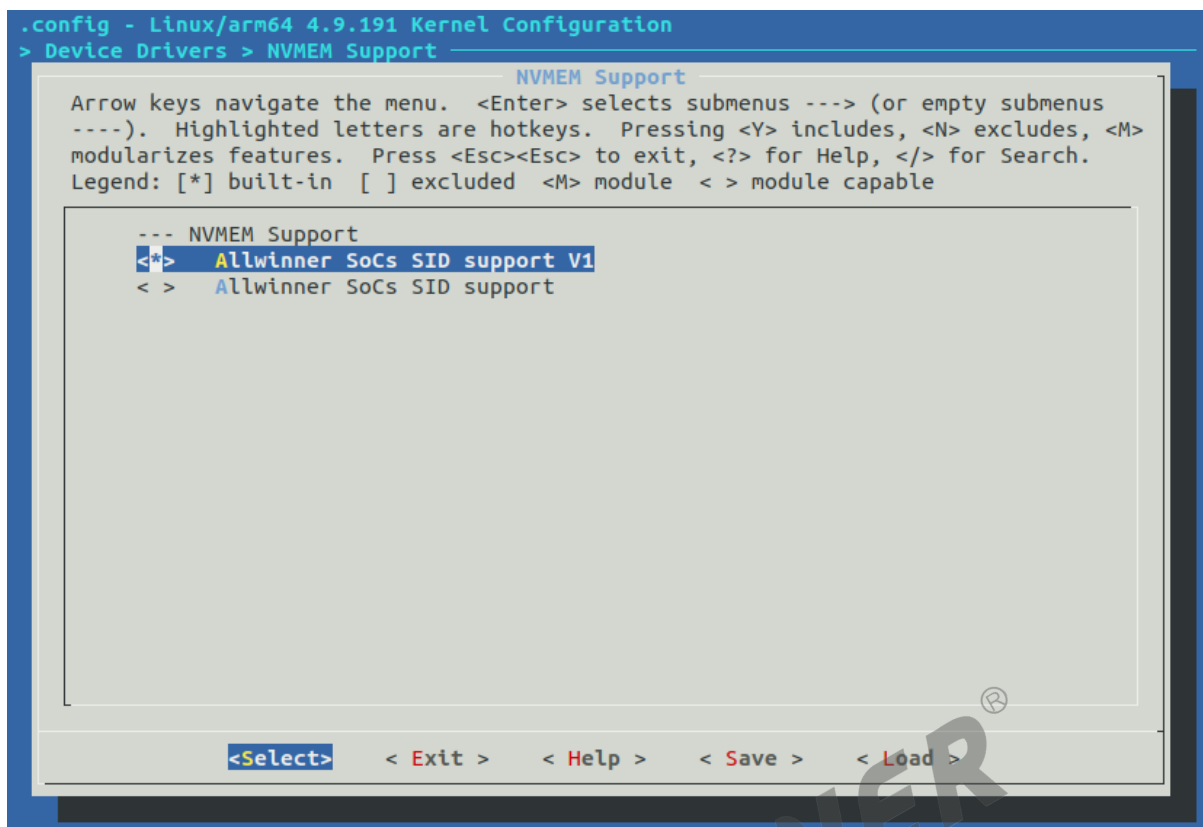 .config - Linux/arm64 4.9.191 Kernel Configuration
> Device Drivers > NVMEM Support
NVMEM Support
Arrow keys navigate the menu.  <Enter> selects submenus ---> (or empty submenus
----).  Highlighted letters are hotkeys.  Pressing <Y> includes, <N> excludes, <M>
modularizes features.  Press <Esc><Esc> to exit, <?> for Help, </> for Search.
Legend: [*] built-in  [ ] excluded  <M> module  < > module capable
--- NVMEM Support
<*>   Allwinner SoCs SID support V1
< >   Allwinner SoCs SID support
<Select>    < Exit >    < Help >    < Save >    < Load >